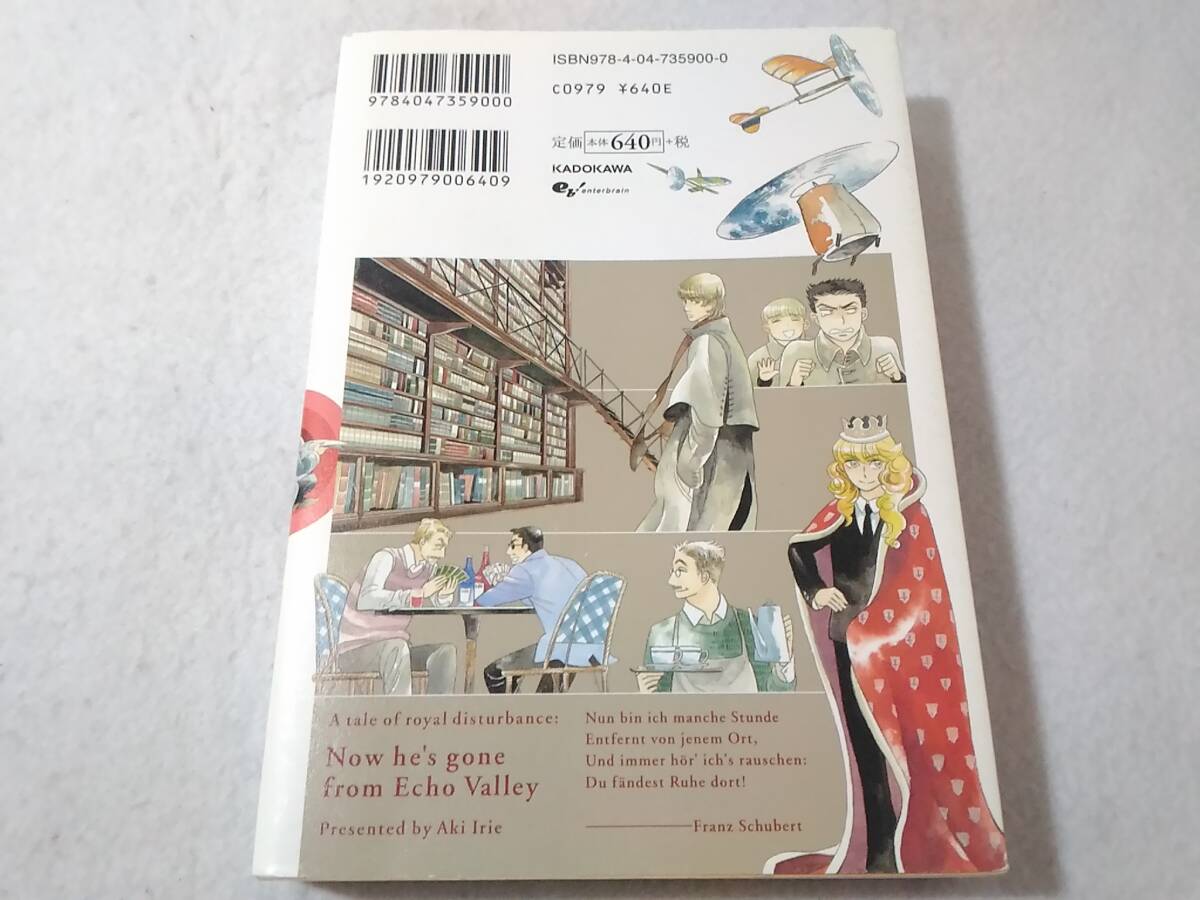 ISBN978-4-04-735900-0
9784047359000
C0979 ¥640E
定価 本体640円+税
1920979006409
KADOKAWA
eb! enterbrain
A tale of royal disturbance:
Now he's gone
from Echo Valley
Presented by Aki Irie
Nun bin ich manche Stunde
Entfernt von jenem Ort,
Und immer hör' ich's rauschen:
Du fändest Ruhe dort!
Franz Schubert